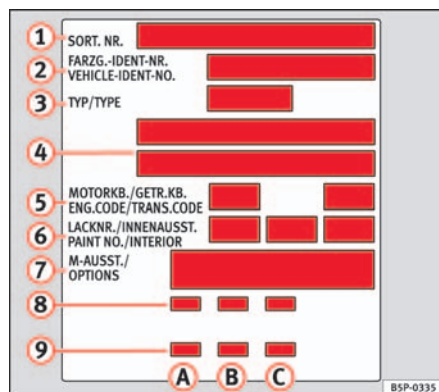 1 SORT. NR.
2 FARZG.-IDENT-NR.
VEHICLE-IDENT-NO.
3 TYP/TYPE
4
5 MOTORKB./GETR.KB.
ENG.CODE/TRANS.CODE
6 LACKNR./INNENAUSST.
PAINT NO./INTERIOR
7 M-AUSST./
OPTIONS
8
9
A B C
B5P-0335